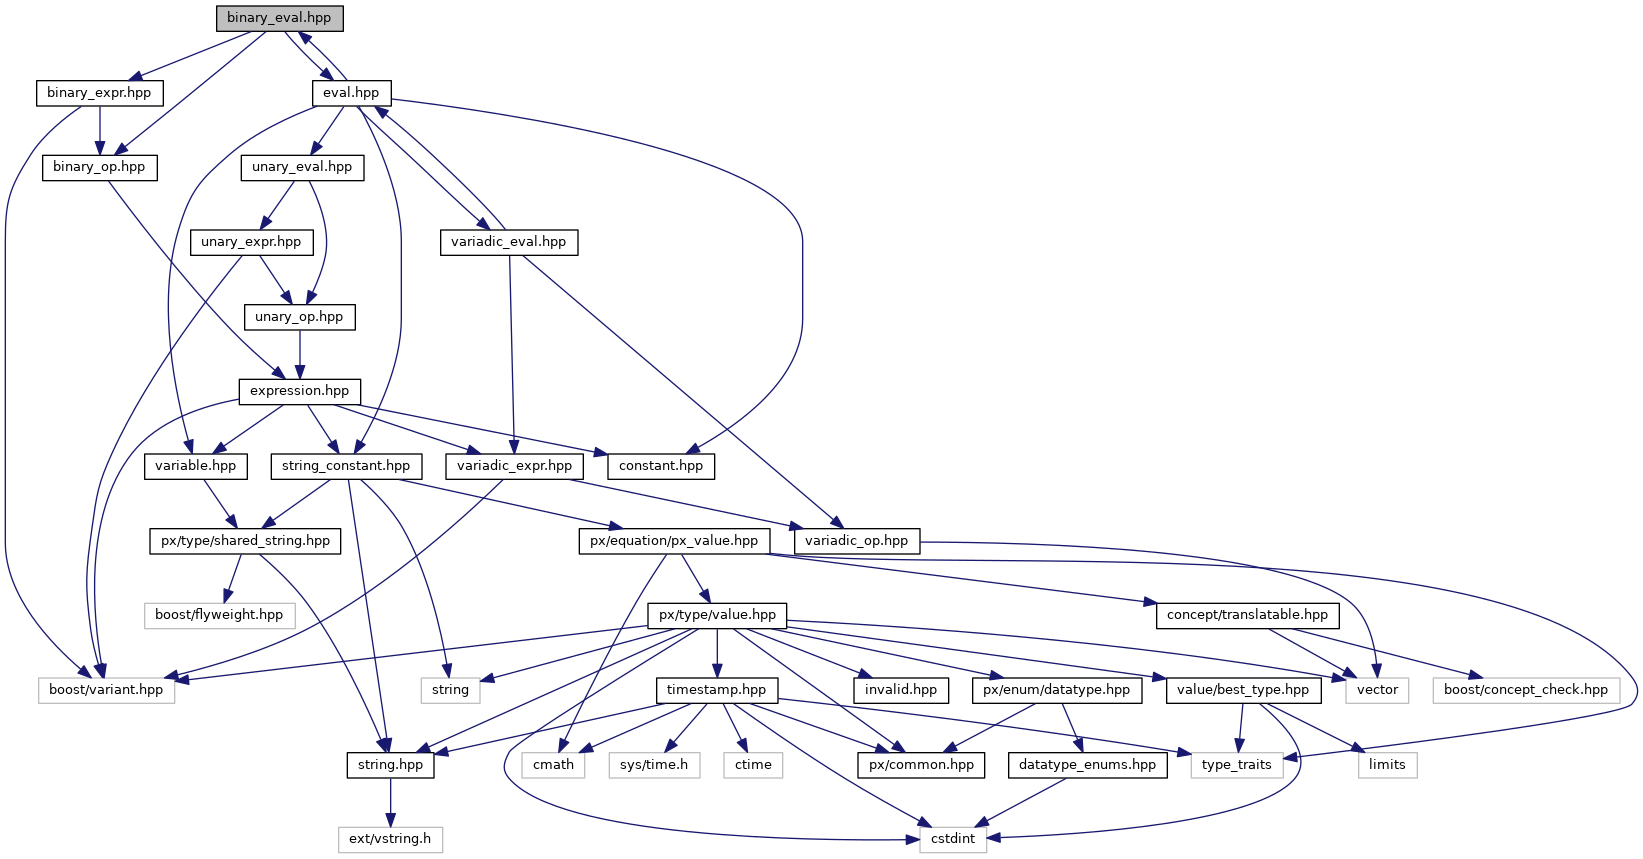 binary_eval.hpp
binary_expr.hpp
eval.hpp
binary_op.hpp
unary_eval.hpp
unary_expr.hpp
variadic_eval.hpp
unary_op.hpp
expression.hpp
variable.hpp
string_constant.hpp
variadic_expr.hpp
constant.hpp
px/type/shared_string.hpp
px/equation/px_value.hpp
variadic_op.hpp
boost/flyweight.hpp
px/type/value.hpp
concept/translatable.hpp
boost/variant.hpp
string
timestamp.hpp
invalid.hpp
px/enum/datatype.hpp
value/best_type.hpp
vector
boost/concept_check.hpp
string.hpp
cmath
sys/time.h
ctime
px/common.hpp
datatype_enums.hpp
type_traits
limits
ext/vstring.h
cstdint